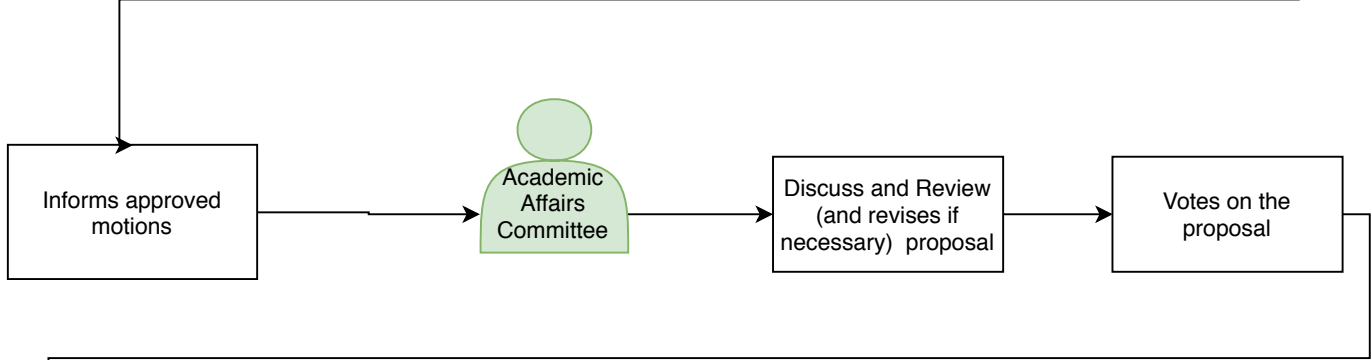 Informs approved
motions
Academic
Affairs
Committee
Discuss and Review
(and revises if
necessary)  proposal
Votes on the
proposal